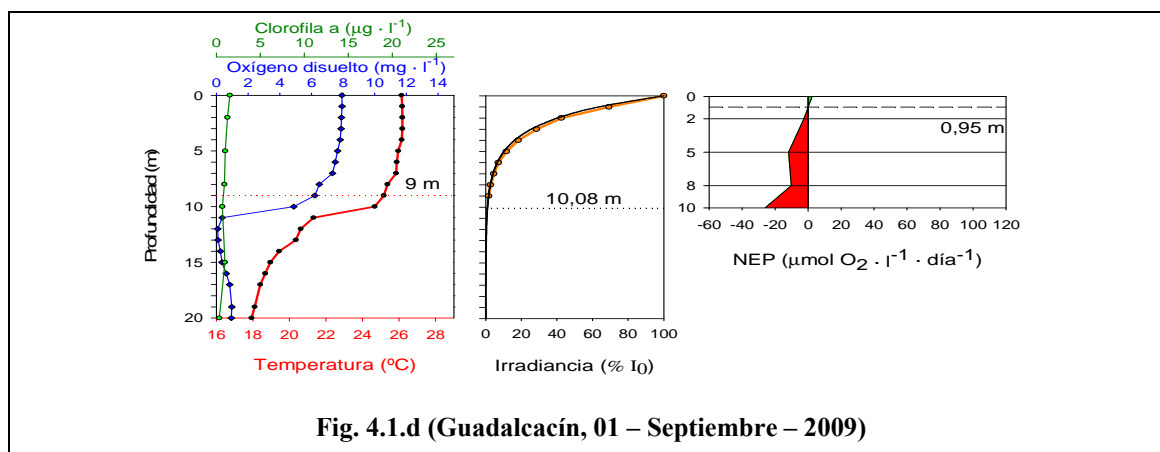 Clorofila a (μg · l⁻¹)
0 5 10 15 20 25
Oxígeno disuelto (mg · l⁻¹)
0 2 4 6 8 10 12 14
Profundidad (m)
0
5
10
15
20
9 m
16 18 20 22 24 26 28
Temperatura (ºC)
10,08 m
0 20 40 60 80 100
Irradiancia (% I₀)
0
2
5
8
10
0,95 m
-60 -40 -20 0 20 40 60 80 100 120
NEP (μmol O₂ · l⁻¹ · día⁻¹)
Fig. 4.1.d (Guadalcacín, 01 – Septiembre – 2009)